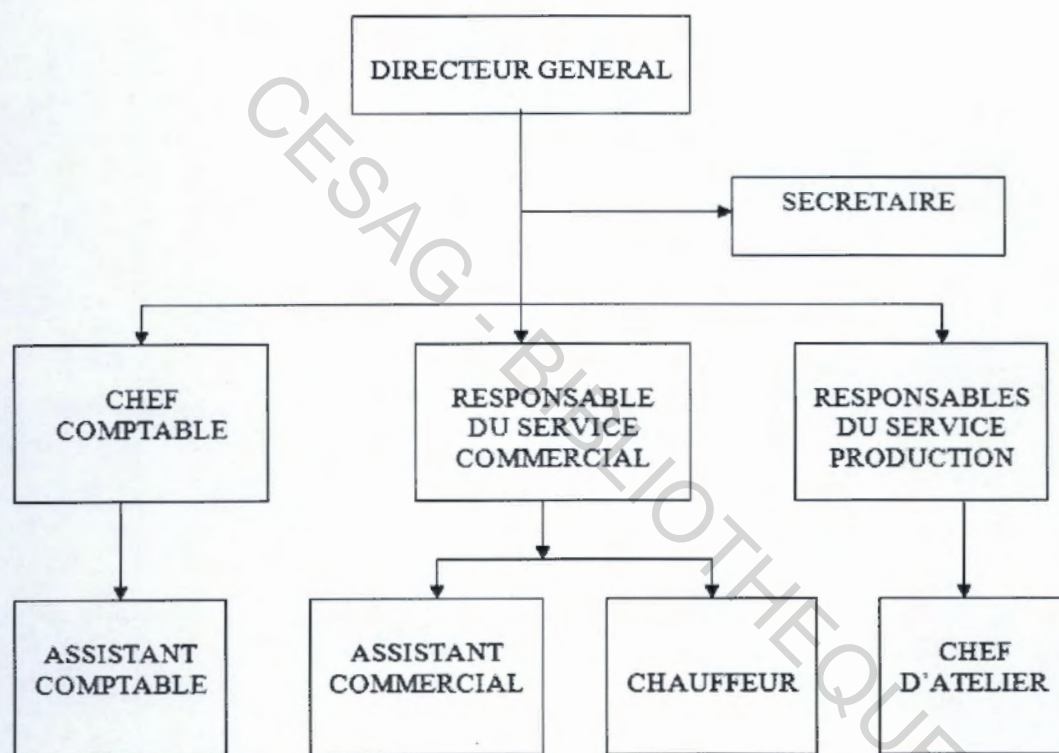 DIRECTEUR GENERAL
SECRETAIRE
CHEF
COMPTABLE
RESPONSABLE
DU SERVICE
COMMERCIAL
RESPONSABLES
DU SERVICE
PRODUCTION
ASSISTANT
COMPTABLE
ASSISTANT
COMMERCIAL
CHAUFFEUR
CHEF
D'ATELIER
CESAG - BIBLIOTHEQUE